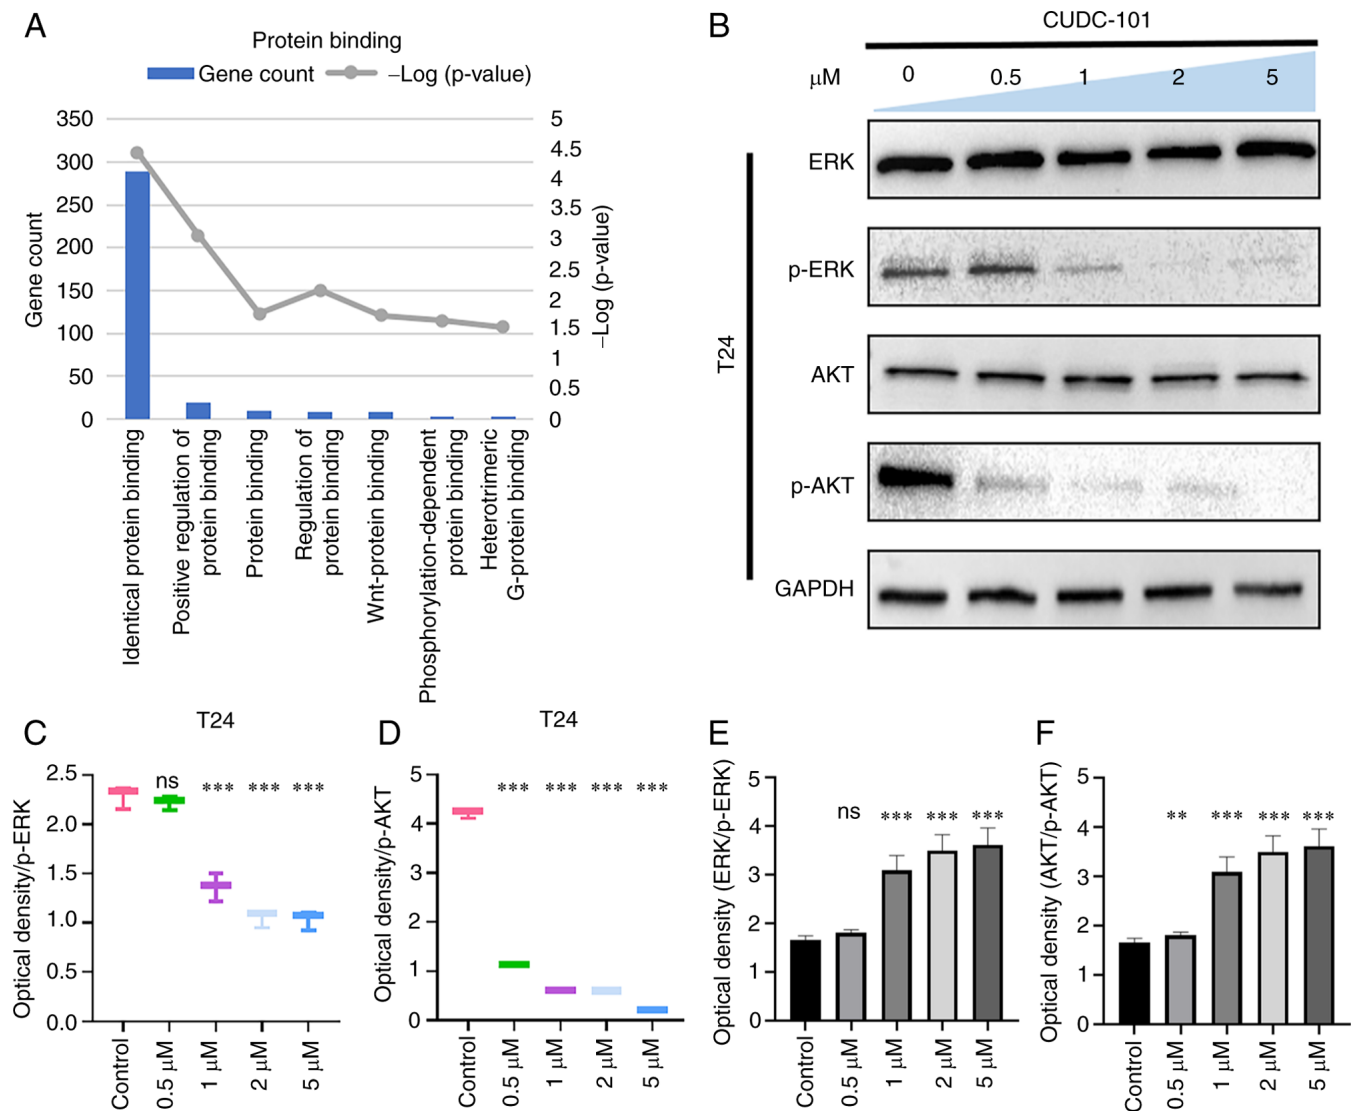 A
Protein binding
Gene count
–Log (p-value)
350
300
250
200
150
100
50
0
Gene count
5
4.5
4
3.5
3
2.5
2
1.5
1
0.5
0
–Log (p-value)
Identical protein binding
Positive regulation of
protein binding
Protein binding
Regulation of
protein binding
Wnt-protein binding
Phosphorylation-dependent
protein binding
Heterotrimeric
G-protein binding
B
CUDC-101
μM 0 0.5 1 2 5
T24
ERK
p-ERK
AKT
p-AKT
GAPDH
C
T24
Optical density/p-ERK
2.5
2.0
1.5
1.0
0.5
0.0
ns *** *** ***
Control
0.5 μM
1 μM
2 μM
5 μM
D
T24
Optical density/p-AKT
5
4
3
2
1
0
*** *** *** ***
Control
0.5 μM
1 μM
2 μM
5 μM
E
Optical density (ERK/p-ERK)
5
4
3
2
1
0
ns *** *** ***
Control
0.5 μM
1 μM
2 μM
5 μM
F
Optical density (AKT/p-AKT)
5
4
3
2
1
0
** *** *** ***
Control
0.5 μM
1 μM
2 μM
5 μM